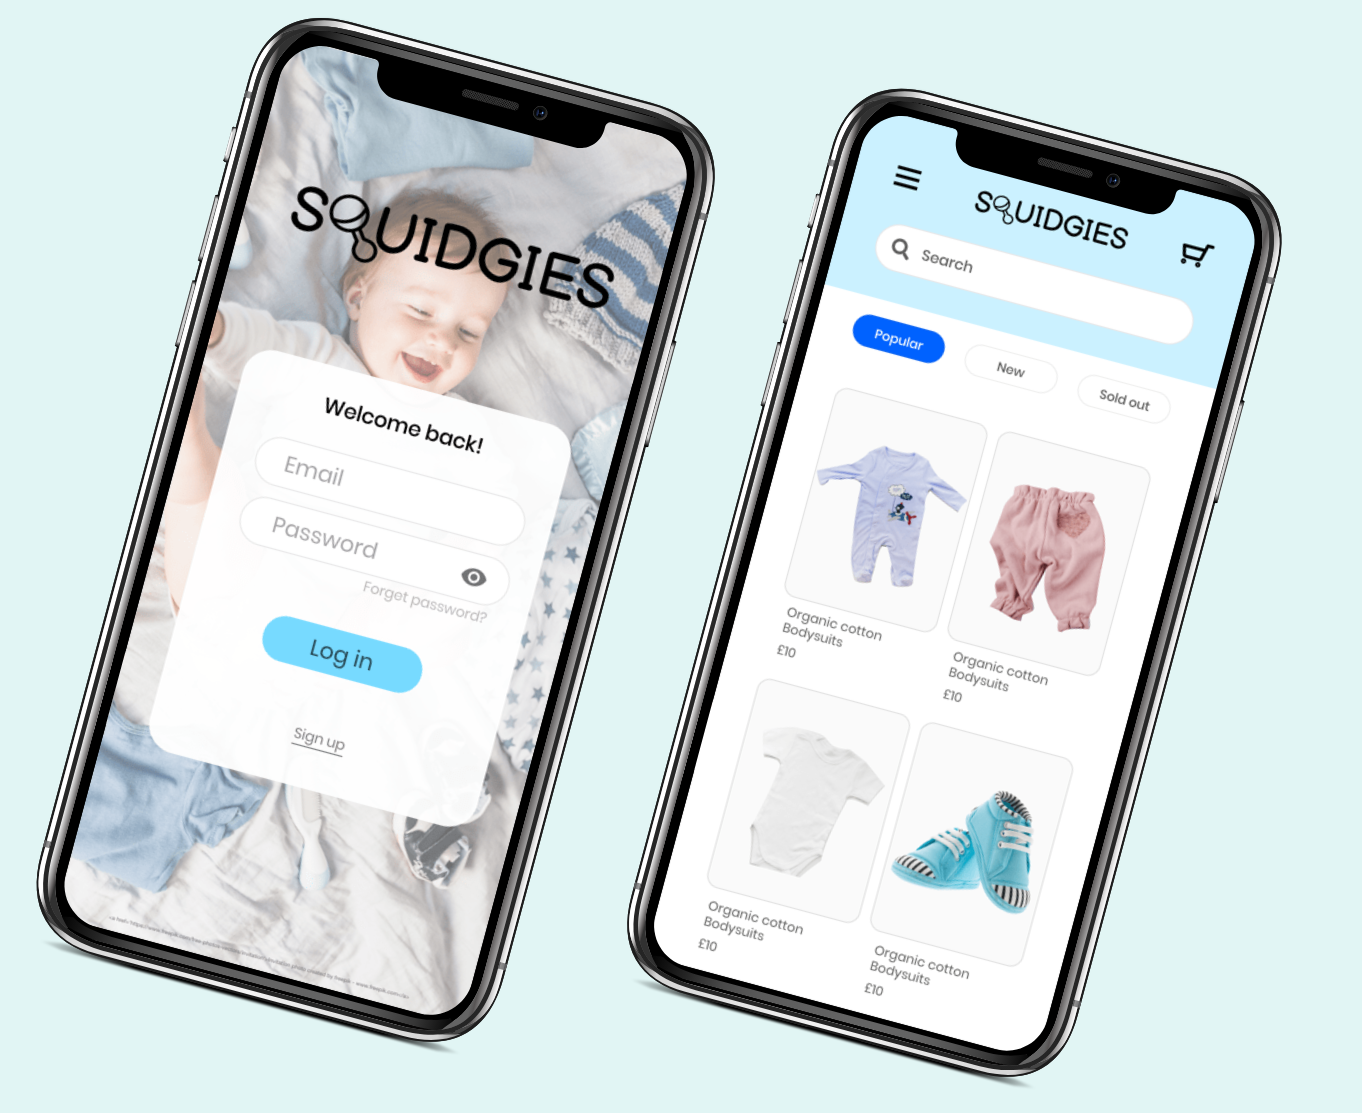 SQUIDGIES
Welcome back!
Email
Password
Forget password?
Log in
Sign up
SQUIDGIES
Search
Popular
New
Sold out
Organic cotton
Bodysuits
£10
Organic cotton
Bodysuits
£10
Organic cotton
Bodysuits
£10
Organic cotton
Bodysuits
£10